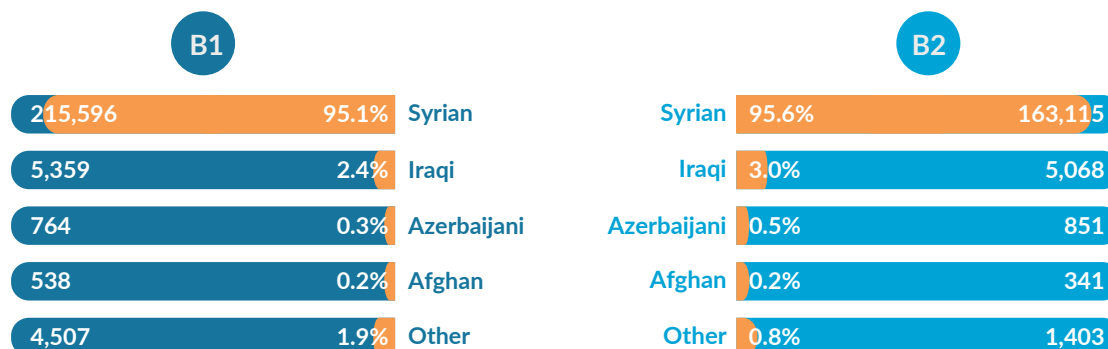 B1
B2
215,596 95.1% Syrian
Syrian 95.6% 163,115
5,359 2.4% Iraqi
Iraqi 3.0% 5,068
764 0.3% Azerbaijani
Azerbaijani 0.5% 851
538 0.2% Afghan
Afghan 0.2% 341
4,507 1.9% Other
Other 0.8% 1,403